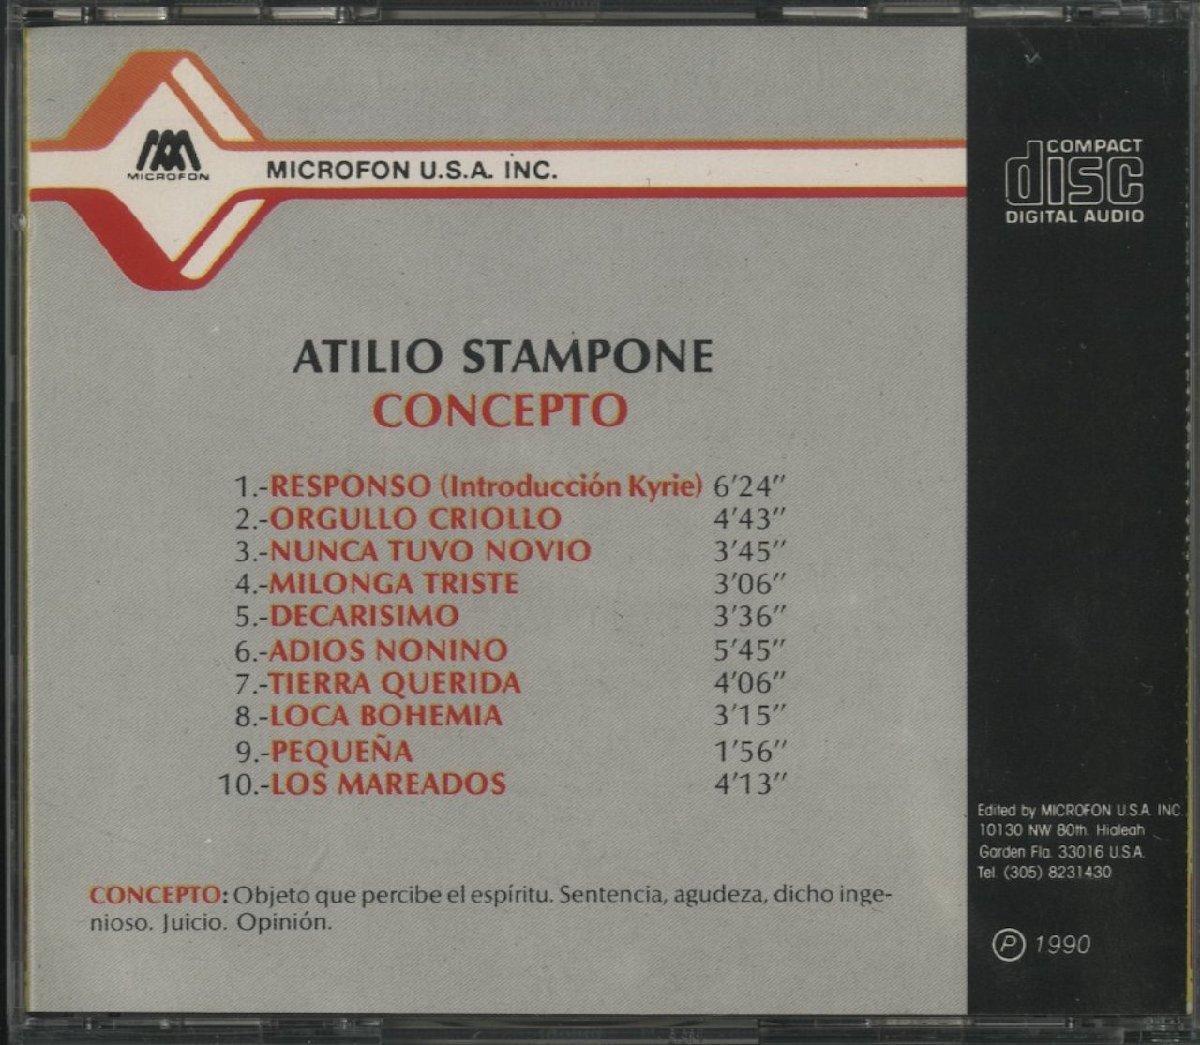 MICROFON
MICROFON U.S.A. INC.
COMPACT
disc
DIGITAL AUDIO
ATILIO STAMPONE
CONCEPTO
1.-RESPONSO (Introducción Kyrie) 6'24"
2.-ORGULLO CRIOLLO 4'43"
3.-NUNCA TUVO NOVIO 3'45"
4.-MILONGA TRISTE 3'06"
5.-DECARISIMO 3'36"
6.-ADIOS NONINO 5'45"
7.-TIERRA QUERIDA 4'06"
8.-LOCA BOHEMIA 3'15"
9.-PEQUEÑA 1'56"
10.-LOS MAREADOS 4'13"
CONCEPTO: Objeto que percibe el espíritu. Sentencia, agudeza, dicho inge-
nioso. Juicio. Opinión.
Edited by MICROFON U.S.A. INC
10130 NW 80th. Hialeah
Garden Fla. 33016 U.S.A.
Tel. (305) 8231430
℗ 1990